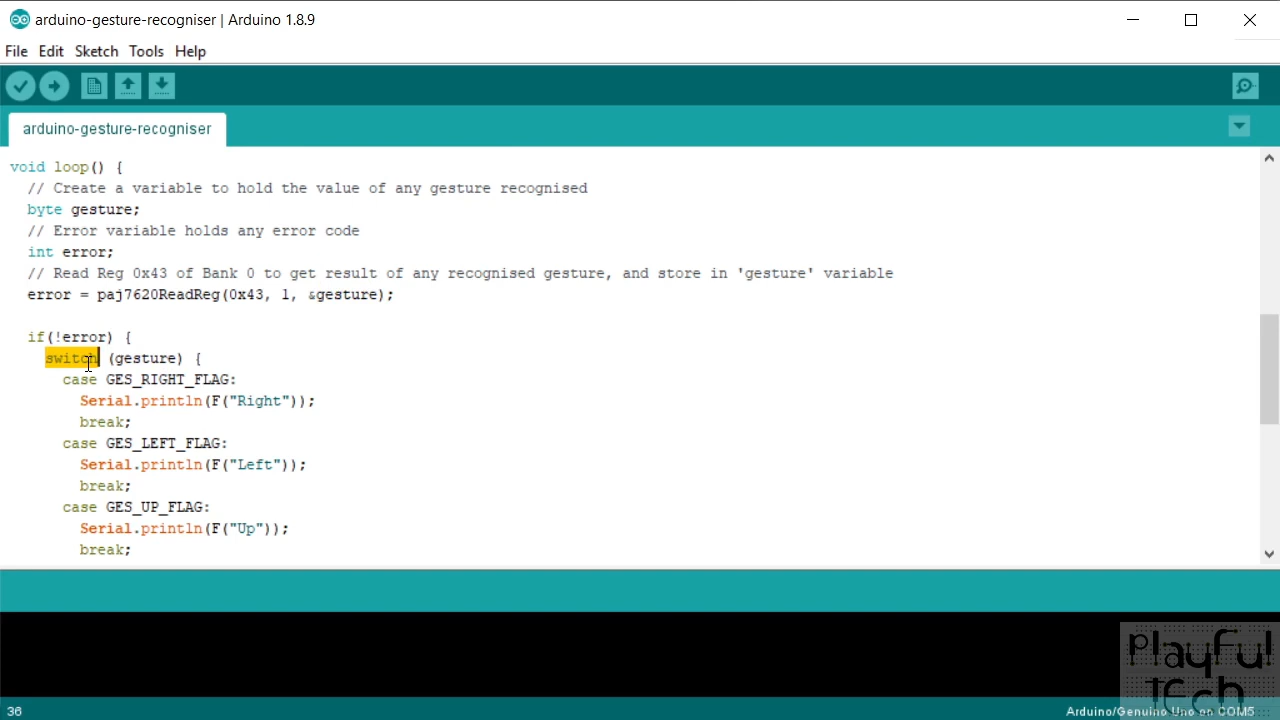 arduino-gesture-recogniser | Arduino 1.8.9
File Edit Sketch Tools Help
arduino-gesture-recogniser
void loop() {
// Create a variable to hold the value of any gesture recognised
byte gesture;
// Error variable holds any error code
int error;
// Read Reg 0x43 of Bank 0 to get result of any recognised gesture, and store in 'gesture' variable
error = paj7620ReadReg(0x43, 1, &gesture);
if(!error) {
switch (gesture) {
case GES_RIGHT_FLAG:
Serial.println(F("Right"));
break;
case GES_LEFT_FLAG:
Serial.println(F("Left"));
break;
case GES_UP_FLAG:
Serial.println(F("Up"));
break;
Playful
tEch
36
Arduino/Genuino Uno on COM5